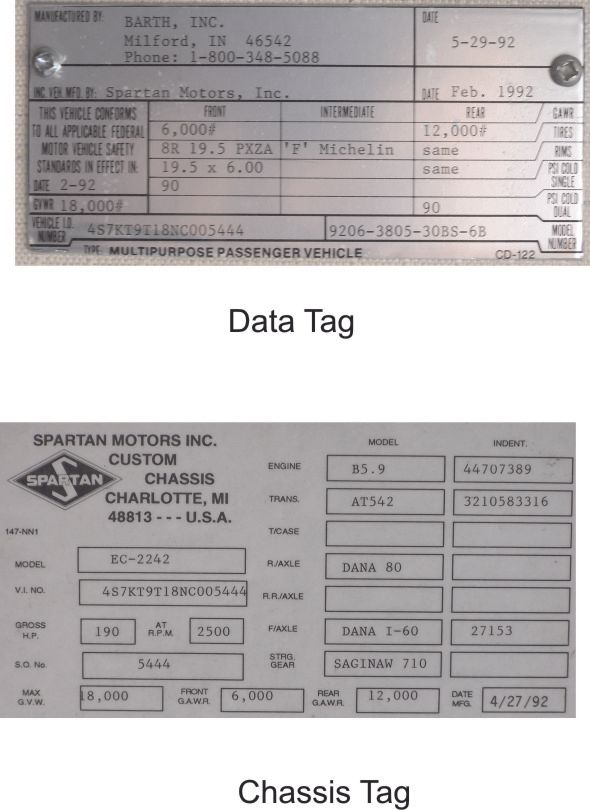 MANUFACTURED BY: BARTH, INC. DATE
Milford, IN 46542 5-29-92
Phone: 1-800-348-5088
INC. VEH. MFD. BY: Spartan Motors, Inc. DATE Feb. 1992
THIS VEHICLE CONFORMS FRONT INTERMEDIATE REAR GAWR
TO ALL APPLICABLE FEDERAL 6,000# 12,000# TIRES
MOTOR VEHICLE SAFETY 8R 19.5 PXZA 'F' Michelin same RIMS
STANDARDS IN EFFECT IN: 19.5 x 6.00 same PSI COLD SINGLE
DATE 2-92 90
GVWR 18,000# 90 PSI COLD DUAL
VEHICLE I.D. NUMBER 4S7KT9T18NC005444 9206-3805-30BS-6B MODEL NUMBER
TYPE: MULTIPURPOSE PASSENGER VEHICLE CD-122
Data Tag
SPARTAN MOTORS INC. MODEL INDENT.
SPARTAN
CUSTOM
CHASSIS
CHARLOTTE, MI
48813 - - - U.S.A.
147-NN1
ENGINE B5.9 44707389
TRANS. AT542 3210583316
T/CASE
MODEL EC-2242 R./AXLE DANA 80
V.I. NO. 4S7KT9T18NC005444 R.R./AXLE
GROSS H.P. 190 AT R.P.M. 2500 F/AXLE DANA I-60 27153
S.O. No. 5444 STRG. GEAR SAGINAW 710
MAX G.V.W. 18,000 FRONT G.A.W.R. 6,000 REAR G.A.W.R. 12,000 DATE MFG. 4/27/92
Chassis Tag